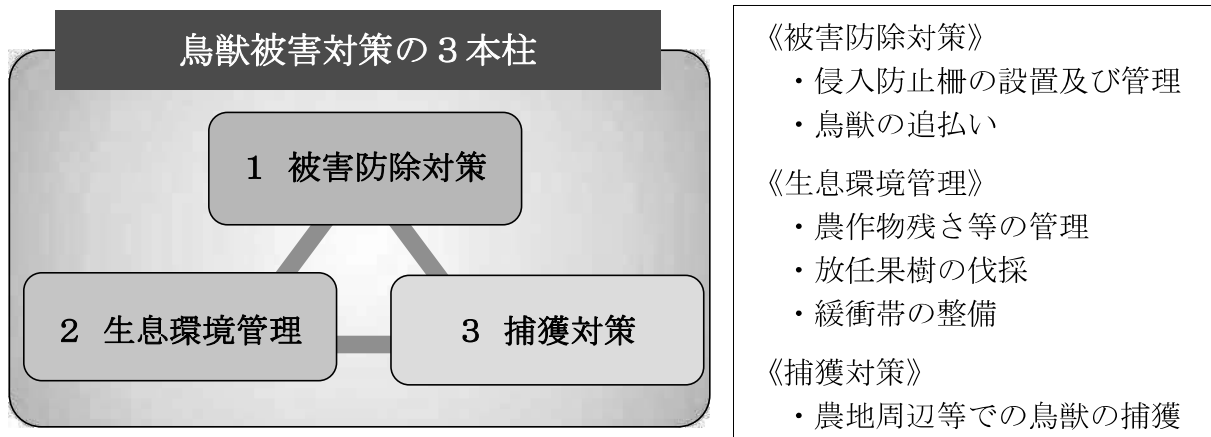 鳥獣被害対策の3本柱
1 被害防除対策
2 生息環境管理
3 捕獲対策
《被害防除対策》
・侵入防止柵の設置及び管理
・鳥獣の追払い
《生息環境管理》
・農作物残さ等の管理
・放任果樹の伐採
・緩衝帯の整備
《捕獲対策》
・農地周辺等での鳥獣の捕獲